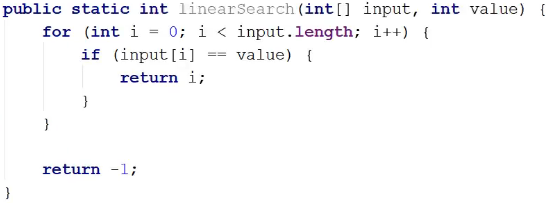 public static int linearSearch(int[] input, int value) {
    for (int i = 0; i < input.length; i++) {
        if (input[i] == value) {
            return i;
        }
    }

    return -1;
}